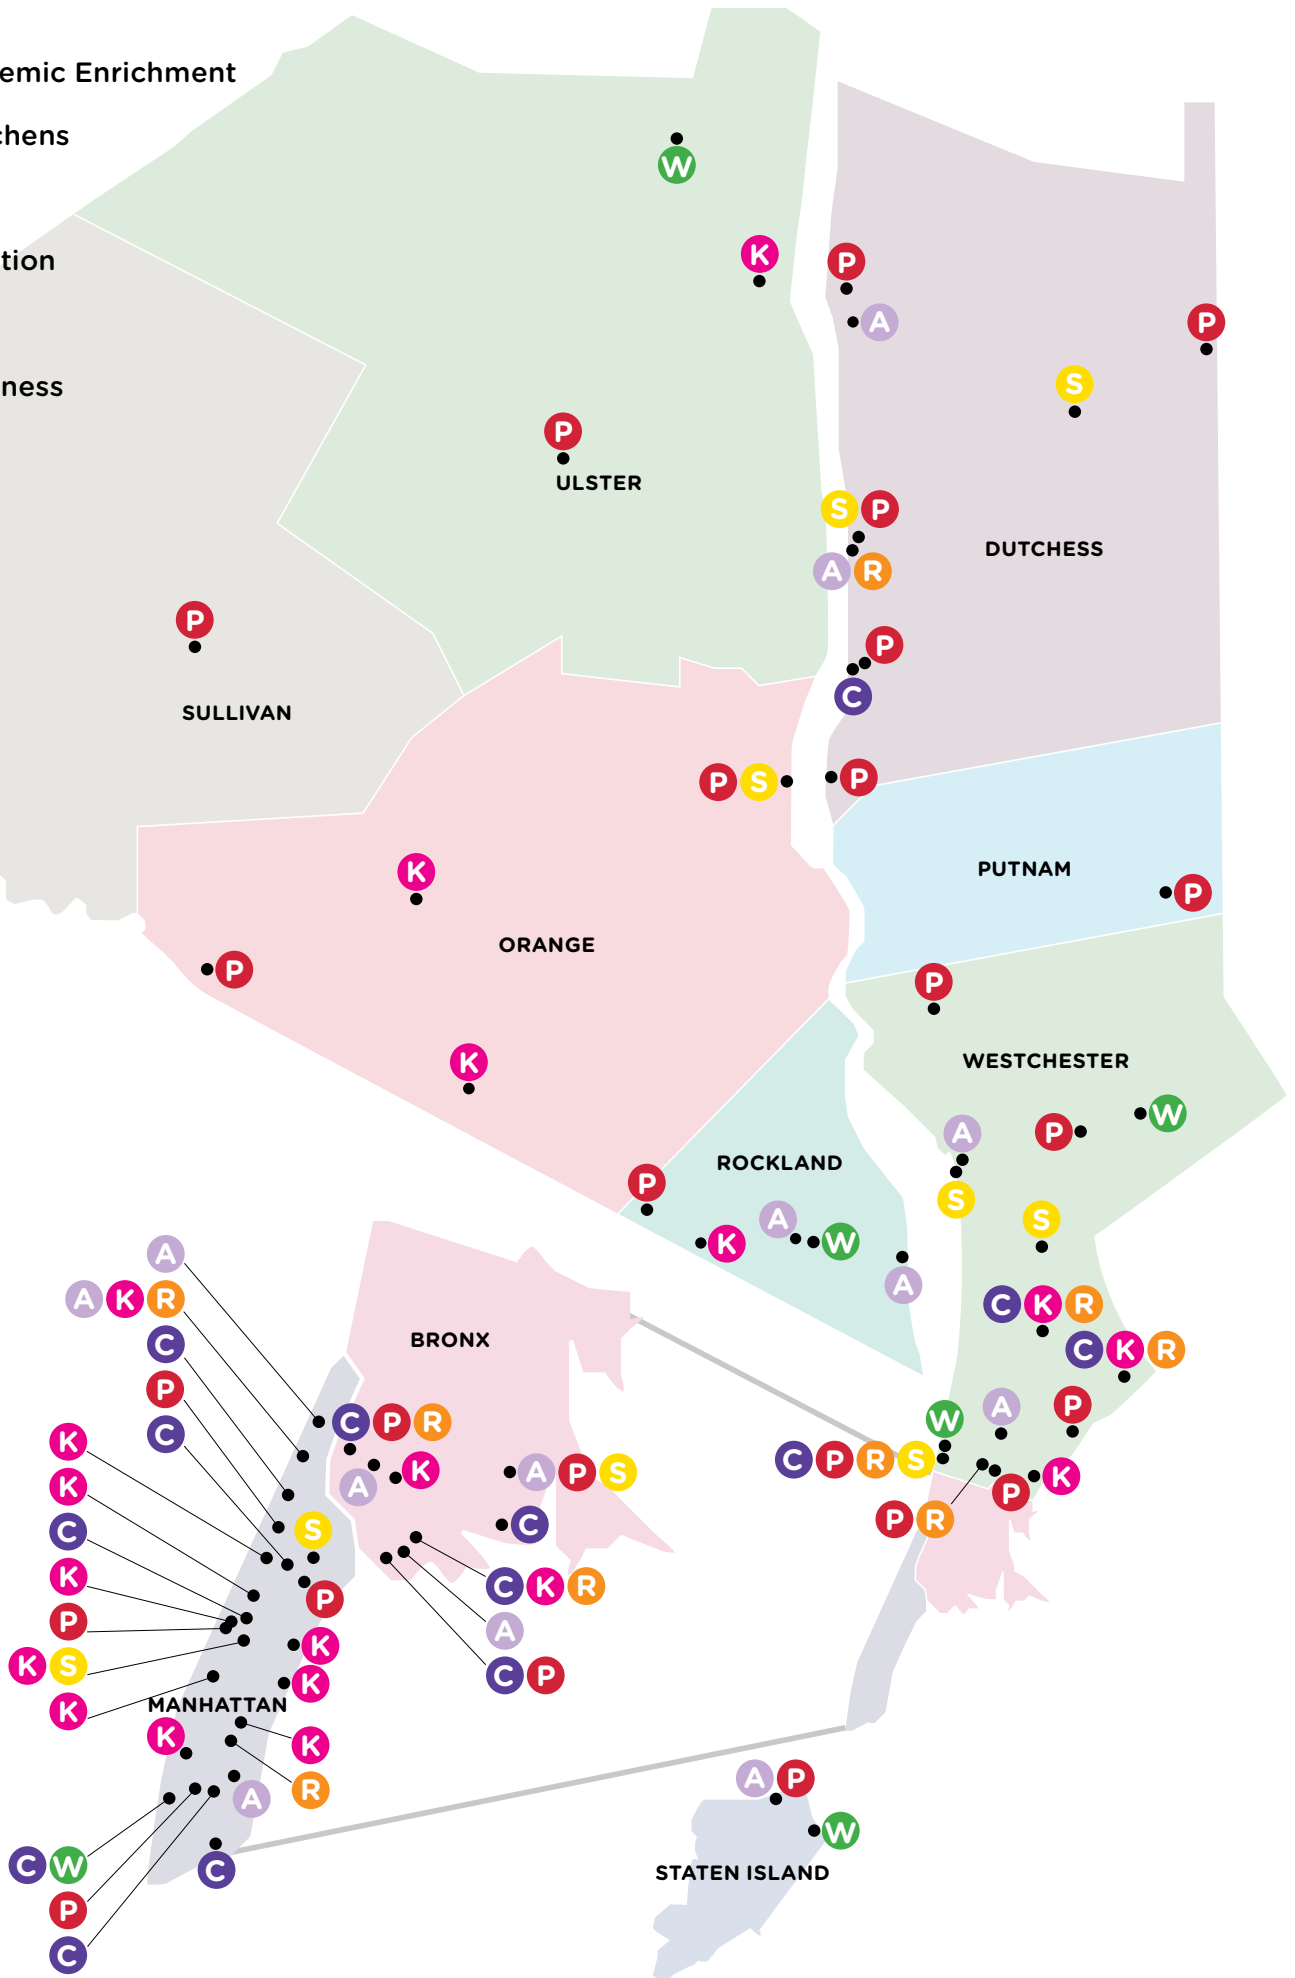 emic Enrichment
chens
W
K
P
tion
A
P
S
ness
P
ULSTER
S P
DUTCHESS
A R
P
P
C
SULLIVAN
P S
P
K
PUTNAM
P
ORANGE
P
P
K
WESTCHESTER
W
A
P
ROCKLAND
P
S
A
S
K
W
A
A
A K R
C K R
BRONX
C
C K R
P
A
P
W
C P R
C
K
C P R S
K
A P S
K
A
P
K
P R
C
S
C
K
C K R
P
P
A
K
K S
C P
K
K
MANHATTAN
K
K
A P
R
A
W
C W
C
STATEN ISLAND
P
C